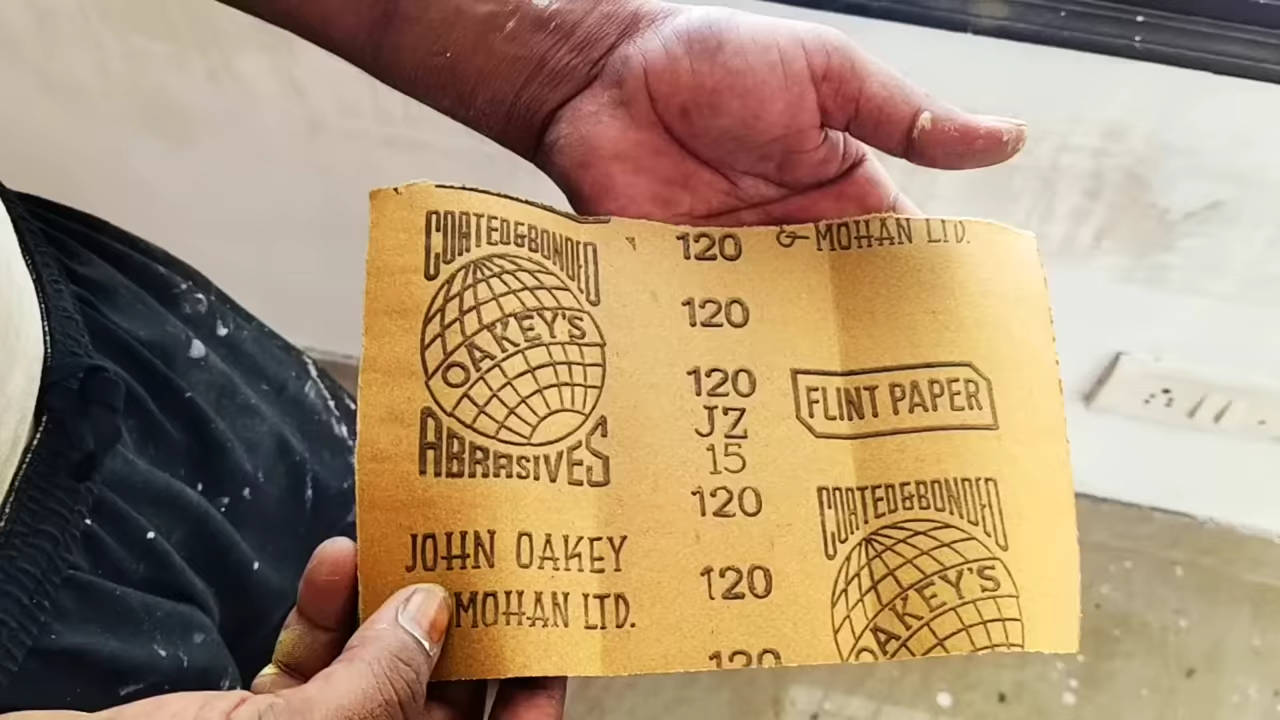 COATED&BONDED
OAKEY'S
ABRASIVES
JOHN OAKEY
MOHAN LTD.
120
120
120
JZ
15
120
120
120
& MOHAN LTD.
FLINT PAPER
COATED&BONDED
OAKEY'S